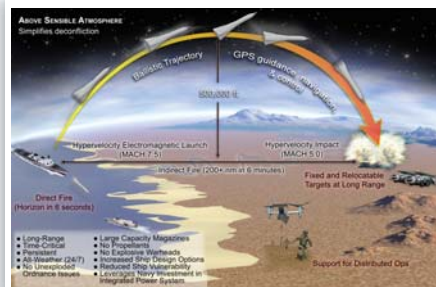 ABOVE SENSIBLE ATMOSPHERE
Simplifies deconfliction
Ballistic Trajectory
GPS guidance, navigation,
& control
500,000 ft.
Hypervelocity Electromagnetic Launch
(MACH 7.5)
Hypervelocity Impact
(MACH 5.0)
Indirect Fire (200+ nm in 6 minutes)
Fixed and Relocatable
Targets at Long Range
Direct Fire
(Horizon in 6 seconds)
• Long-Range
• Time-Critical
• Persistent
• All-Weather (24/7)
• No Unexploded
Ordnance Issues
• Large Capacity Magazines
• No Propellants
• No Explosive Warheads
• Increased Ship Design Options
• Reduced Ship Vulnerability
• Leverages Navy Investment in
Integrated Power System
Support for Distributed Ops